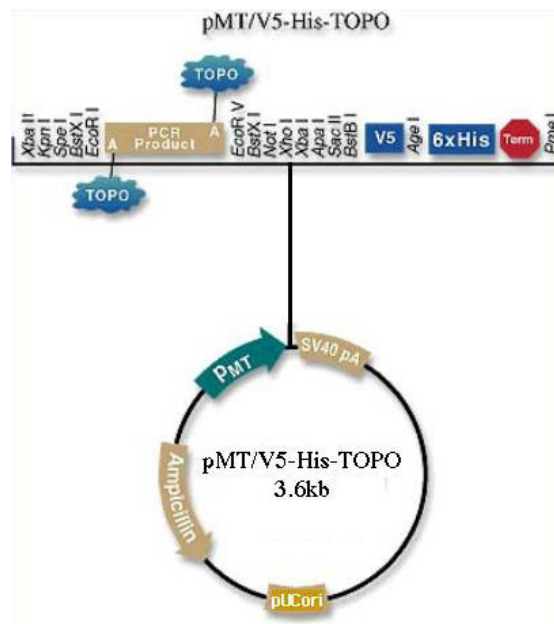 pMT/V5-His-TOPO
TOPO
Xba II
Kpn I
Spe I
BstX I
EcoR I
A
PCR
Product
A
EcoR V
BstX I
Not I
Xho I
Xba I
Apa I
Sac II
BstB I
V5
Age I
6xHis
Term
Pme I
TOPO
PMT
SV40 pA
Ampicillin
pMT/V5-His-TOPO
3.6kb
pUCori